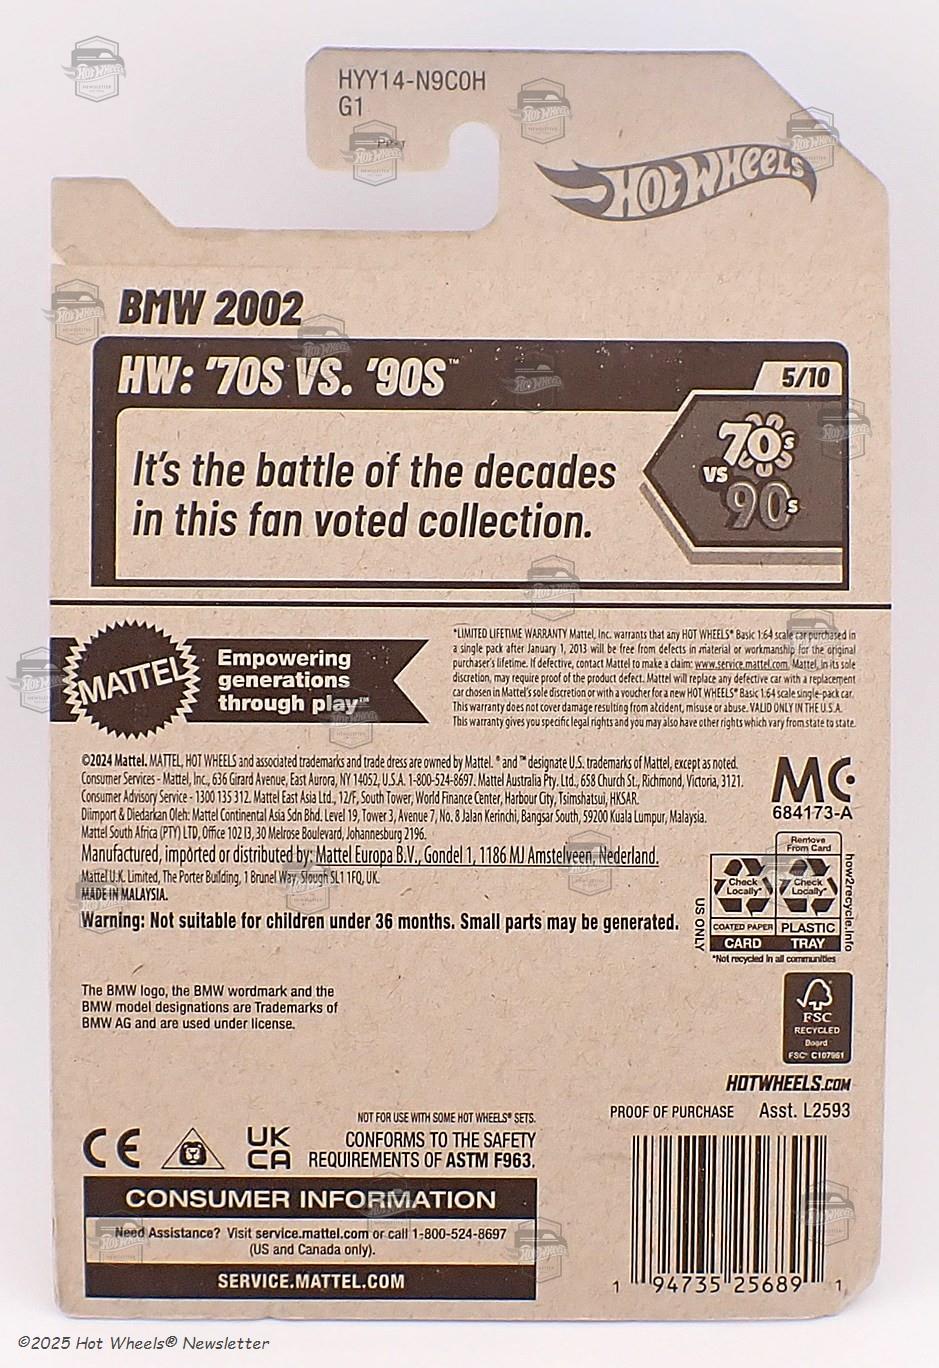 HYY14-N9C0H
G1
HOT WHEELS
BMW 2002
HW: '70S VS. '90S™
5/10
70s
vs
90s
It's the battle of the decades
in this fan voted collection.
MATTEL
Empowering
generations
through play™
*LIMITED LIFETIME WARRANTY Mattel, Inc. warrants that any HOT WHEELS® Basic 1:64 scale car purchased in
a single pack after January 1, 2013 will be free from defects in material or workmanship for the original
purchaser's lifetime. If defective, contact Mattel to make a claim: www.service.mattel.com. Mattel, in its sole
discretion, may require proof of the product defect. Mattel will replace any defective car with a replacement
car chosen in Mattel's sole discretion or with a voucher for a new HOT WHEELS® Basic 1:64 scale single-pack car.
This warranty does not cover damage resulting from accident, misuse or abuse. VALID ONLY IN THE U.S.A.
This warranty gives you specific legal rights and you may also have other rights which vary from state to state.
©2024 Mattel. MATTEL, HOT WHEELS and associated trademarks and trade dress are owned by Mattel. ® and ™ designate U.S. trademarks of Mattel, except as noted.
Consumer Services - Mattel, Inc., 636 Girard Avenue, East Aurora, NY 14052, U.S.A. 1-800-524-8697. Mattel Australia Pty. Ltd., 658 Church St., Richmond, Victoria, 3121.
Consumer Advisory Service - 1300 135 312. Mattel East Asia Ltd., 12/F, South Tower, World Finance Center, Harbour City, Tsimshatsui, HKSAR.
Diimport & Diedarkan Oleh: Mattel Continental Asia Sdn Bhd. Level 19, Tower 3, Avenue 7, No. 8 Jalan Kerinchi, Bangsar South, 59200 Kuala Lumpur, Malaysia.
Mattel South Africa (PTY) LTD, Office 102 I3, 30 Melrose Boulevard, Johannesburg 2196.
Manufactured, imported or distributed by: Mattel Europa B.V., Gondel 1, 1186 MJ Amstelveen, Nederland.
Mattel U.K. Limited, The Porter Building, 1 Brunel Way, Slough SL1 1FQ, UK.
MADE IN MALAYSIA.
Warning: Not suitable for children under 36 months. Small parts may be generated.
MC
684173-A
Remove
From Card
Check
Locally*
Check
Locally*
COATED PAPER
PLASTIC
CARD
TRAY
US ONLY
how2recycle.info
*Not recycled in all communities
The BMW logo, the BMW wordmark and the
BMW model designations are Trademarks of
BMW AG and are used under license.
FSC
RECYCLED
Board
FSC® C107961
HOTWHEELS.COM
PROOF OF PURCHASE Asst. L2593
NOT FOR USE WITH SOME HOT WHEELS® SETS.
CE
UK
CA
CONFORMS TO THE SAFETY
REQUIREMENTS OF ASTM F963.
CONSUMER INFORMATION
Need Assistance? Visit service.mattel.com or call 1-800-524-8697
(US and Canada only).
SERVICE.MATTEL.COM
1 94735 25689 1
©2025 Hot Wheels® Newsletter